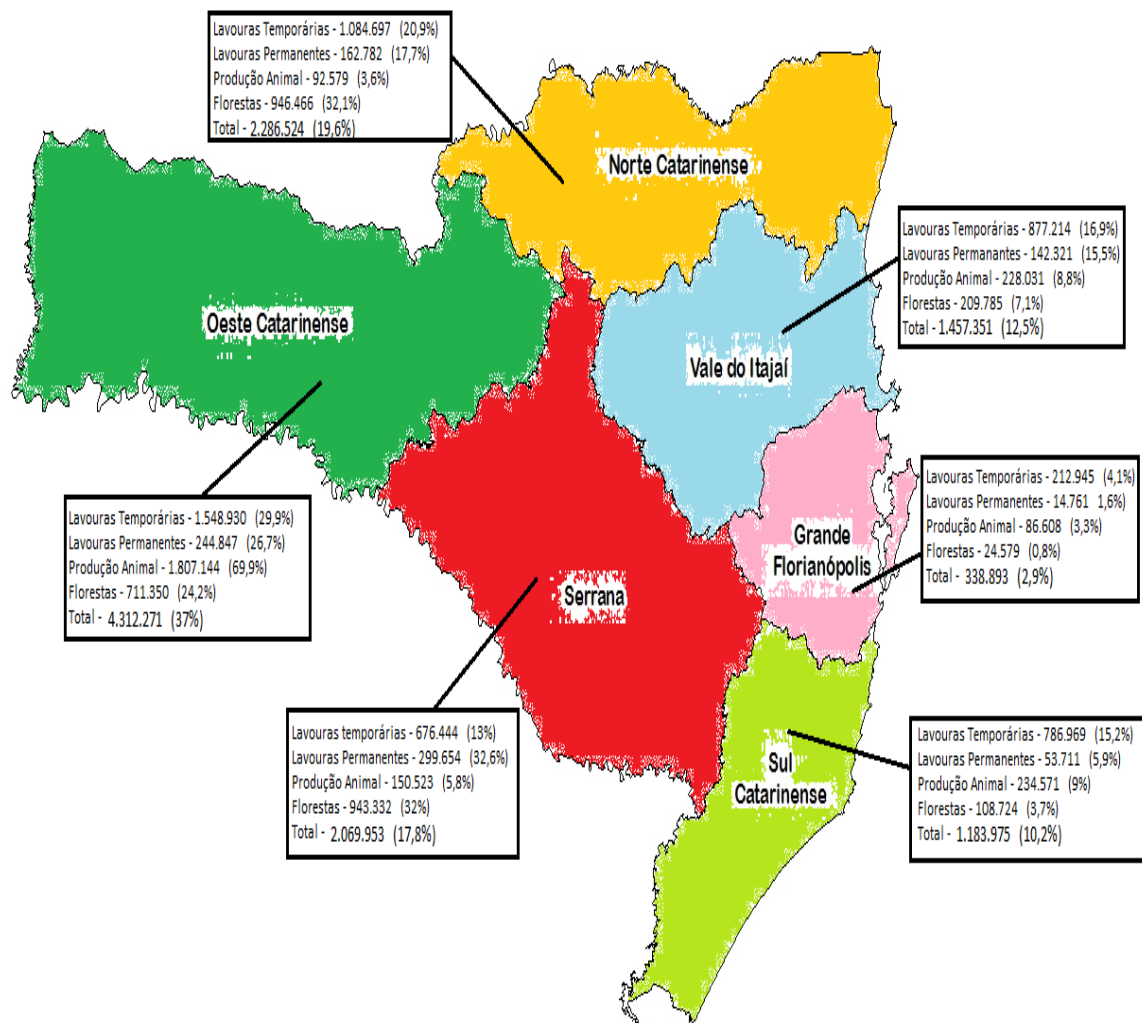 Lavouras Temporárias - 1.084.697 (20,9%)
Lavouras Permanentes - 162.782 (17,7%)
Produção Animal - 92.579 (3,6%)
Florestas - 946.466 (32,1%)
Total - 2.286.524 (19,6%)
Norte Catarinense
Lavouras Temporárias - 877.214 (16,9%)
Lavouras Permanantes - 142.321 (15,5%)
Produção Animal - 228.031 (8,8%)
Florestas - 209.785 (7,1%)
Total - 1.457.351 (12,5%)
Oeste Catarinense
Vale do Itajaí
Lavouras Temporárias - 212.945 (4,1%)
Lavouras Permanentes - 14.761 1,6%)
Produção Animal - 86.608 (3,3%)
Florestas - 24.579 (0,8%)
Total - 338.893 (2,9%)
Lavouras Temporárias - 1.548.930 (29,9%)
Lavouras Permanentes - 244.847 (26,7%)
Produção Animal - 1.807.144 (69,9%)
Florestas - 711.350 (24,2%)
Total - 4.312.271 (37%)
Grande
Florianópolis
Serrana
Lavouras temporárias - 676.444 (13%)
Lavouras Permanentes - 299.654 (32,6%)
Produção Animal - 150.523 (5,8%)
Florestas - 943.332 (32%)
Total - 2.069.953 (17,8%)
Sul
Catarinense
Lavouras Temporárias - 786.969 (15,2%)
Lavouras Permanentes - 53.711 (5,9%)
Produção Animal - 234.571 (9%)
Florestas - 108.724 (3,7%)
Total - 1.183.975 (10,2%)